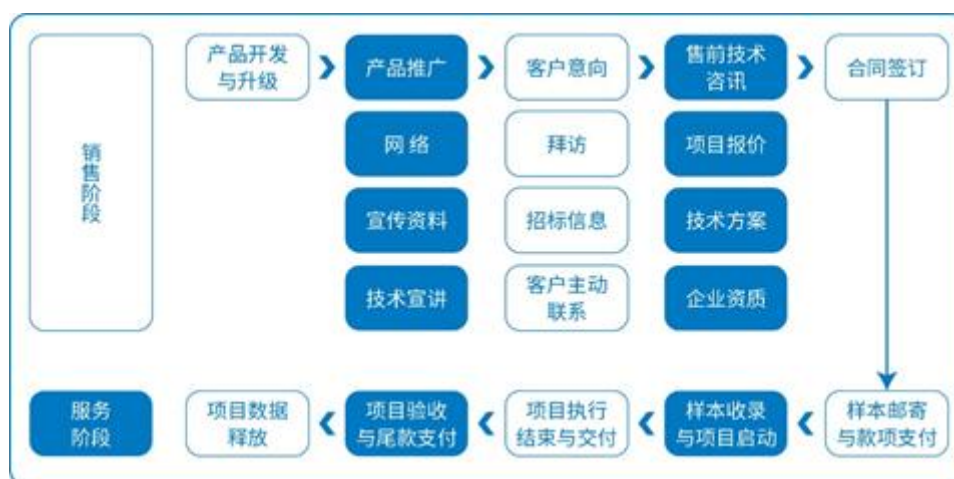 销售阶段
产品开发
与升级
产品推广
客户意向
售前技术
咨讯
合同签订
网络
拜访
项目报价
宣传资料
招标信息
技术方案
技术宣讲
客户主动
联系
企业资质
服务
阶段
项目数据
释放
项目验收
与尾款支付
项目执行
结束与交付
样本收录
与项目启动
样本邮寄
与款项支付